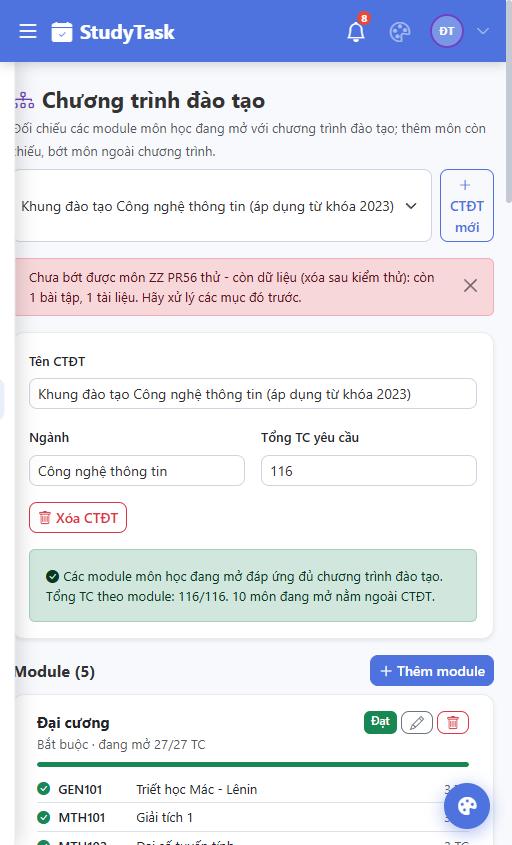 StudyTask
8
ĐT
Chương trình đào tạo
Đối chiếu các module môn học đang mở với chương trình đào tạo; thêm môn còn
thiếu, bớt môn ngoài chương trình.
Khung đào tạo Công nghệ thông tin (áp dụng từ khóa 2023)
+ CTĐT mới
Chưa bớt được môn ZZ PR56 thử - còn dữ liệu (xóa sau kiểm thử): còn
1 bài tập, 1 tài liệu. Hãy xử lý các mục đó trước.
Tên CTĐT
Khung đào tạo Công nghệ thông tin (áp dụng từ khóa 2023)
Ngành Tổng TC yêu cầu
Công nghệ thông tin 116
Xóa CTĐT
Các module môn học đang mở đáp ứng đủ chương trình đào tạo.
Tổng TC theo module: 116/116. 10 môn đang mở nằm ngoài CTĐT.
Module (5) + Thêm module
Đại cương Đạt
Bắt buộc · đang mở 27/27 TC
GEN101 Triết học Mác - Lênin 3
MTH101 Giải tích 1